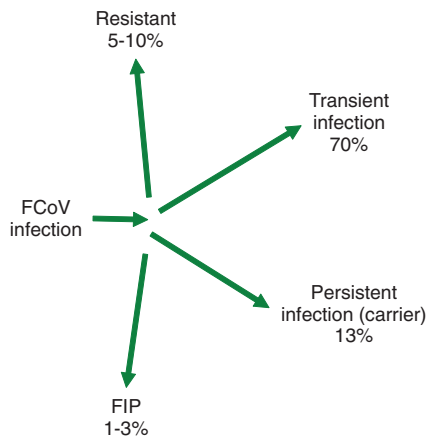 Resistant
5-10%
Transient
infection
70%
FCoV
infection
Persistent
infection (carrier)
13%
FIP
1-3%